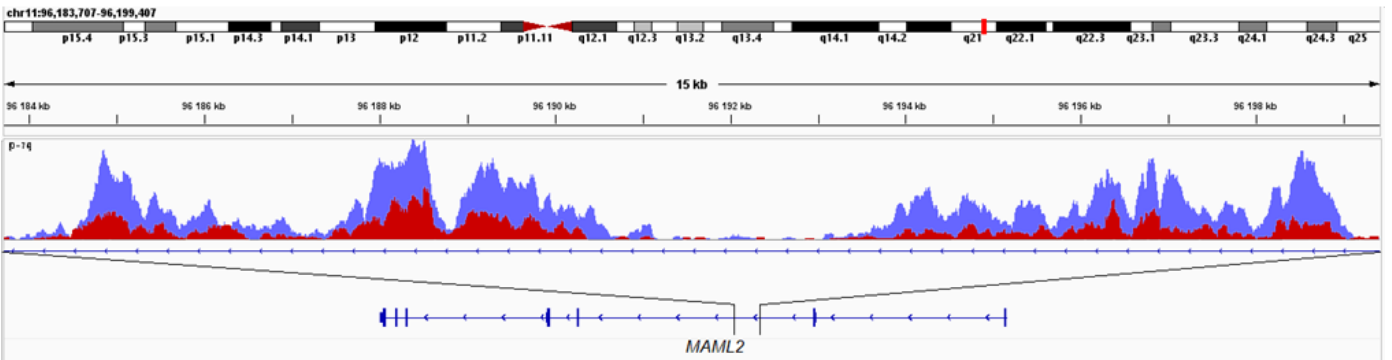 chr11:96,183,707-96,199,407
p15.4 p15.3 p15.1 p14.3 p14.1 p13 p12 p11.2 p11.11 q12.1 q12.3 q13.2 q13.4 q14.1 q14.2 q21 q22.1 q22.3 q23.1 q23.3 q24.1 q24.3 q25
15 kb
96 184 kb 96 186 kb 96 188 kb 96 190 kb 96 192 kb 96 194 kb 96 196 kb 96 198 kb
MAML2